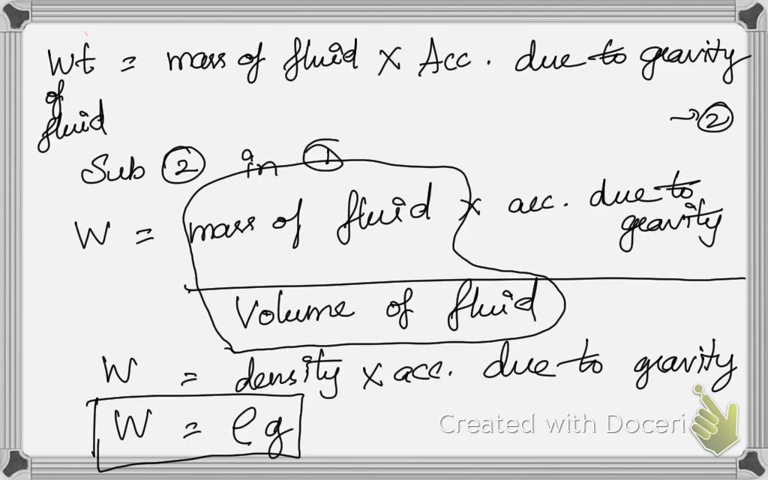 Wt = mass of fluid × Acc. due to gravity
of
fluid
→ ②
Sub ② in ①
W = mass of fluid × acc. due to
gravity
Volume of fluid
W = density × acc. due to gravity
W = ρg
Created with Doceri